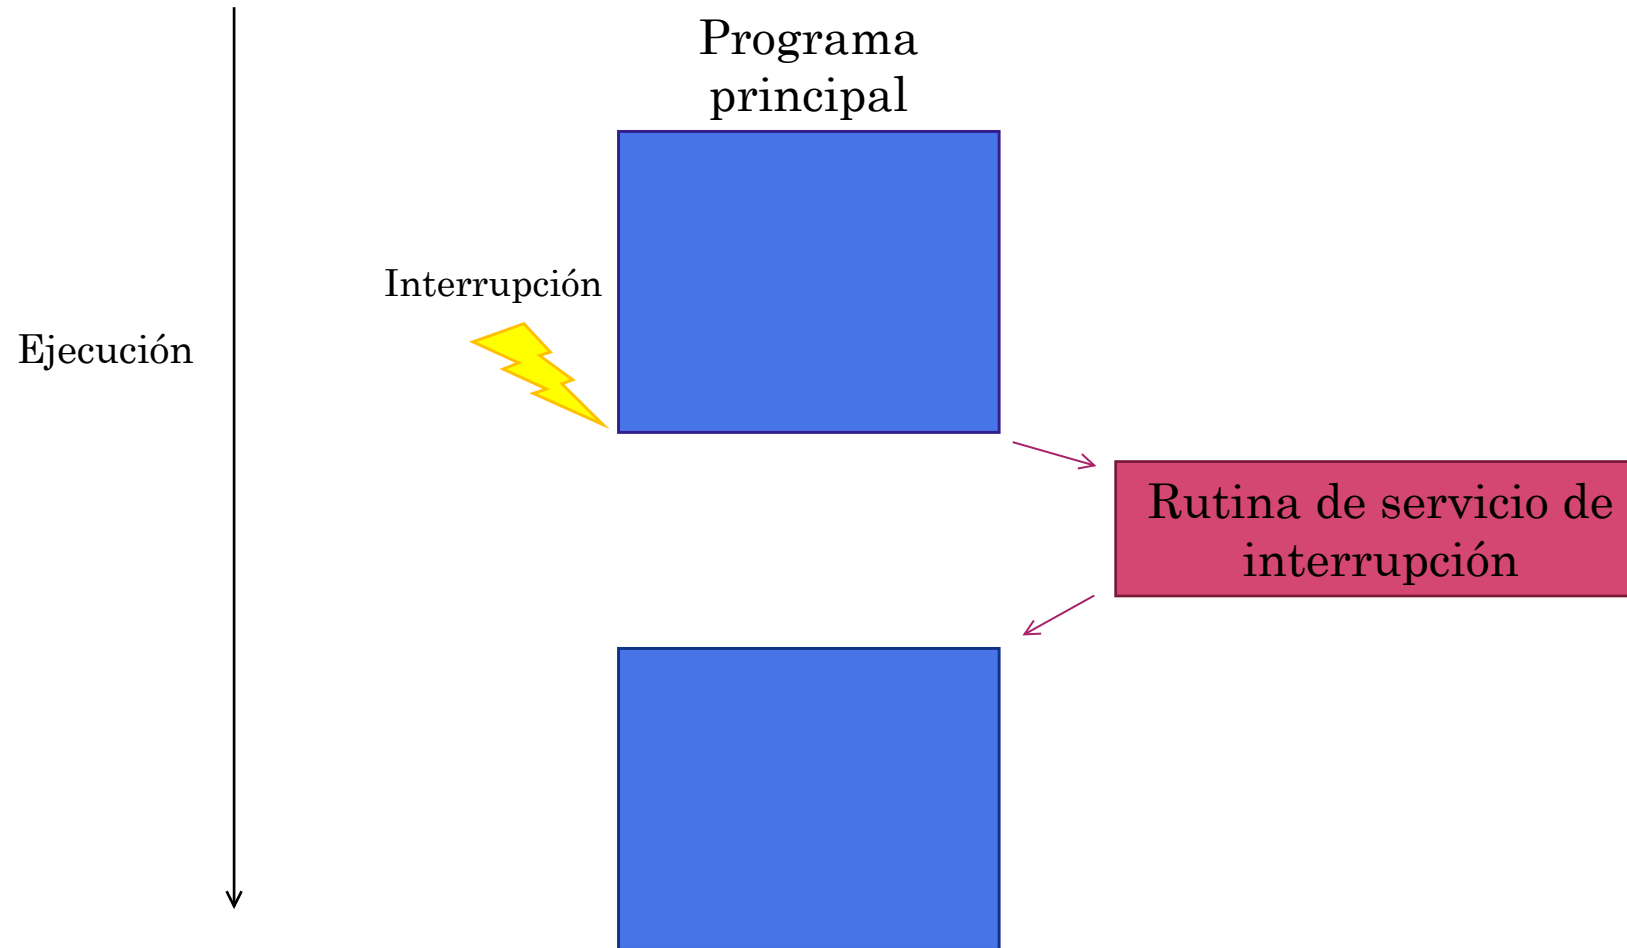 Programa
principal
Interrupción
Ejecución
Rutina de servicio de
interrupción